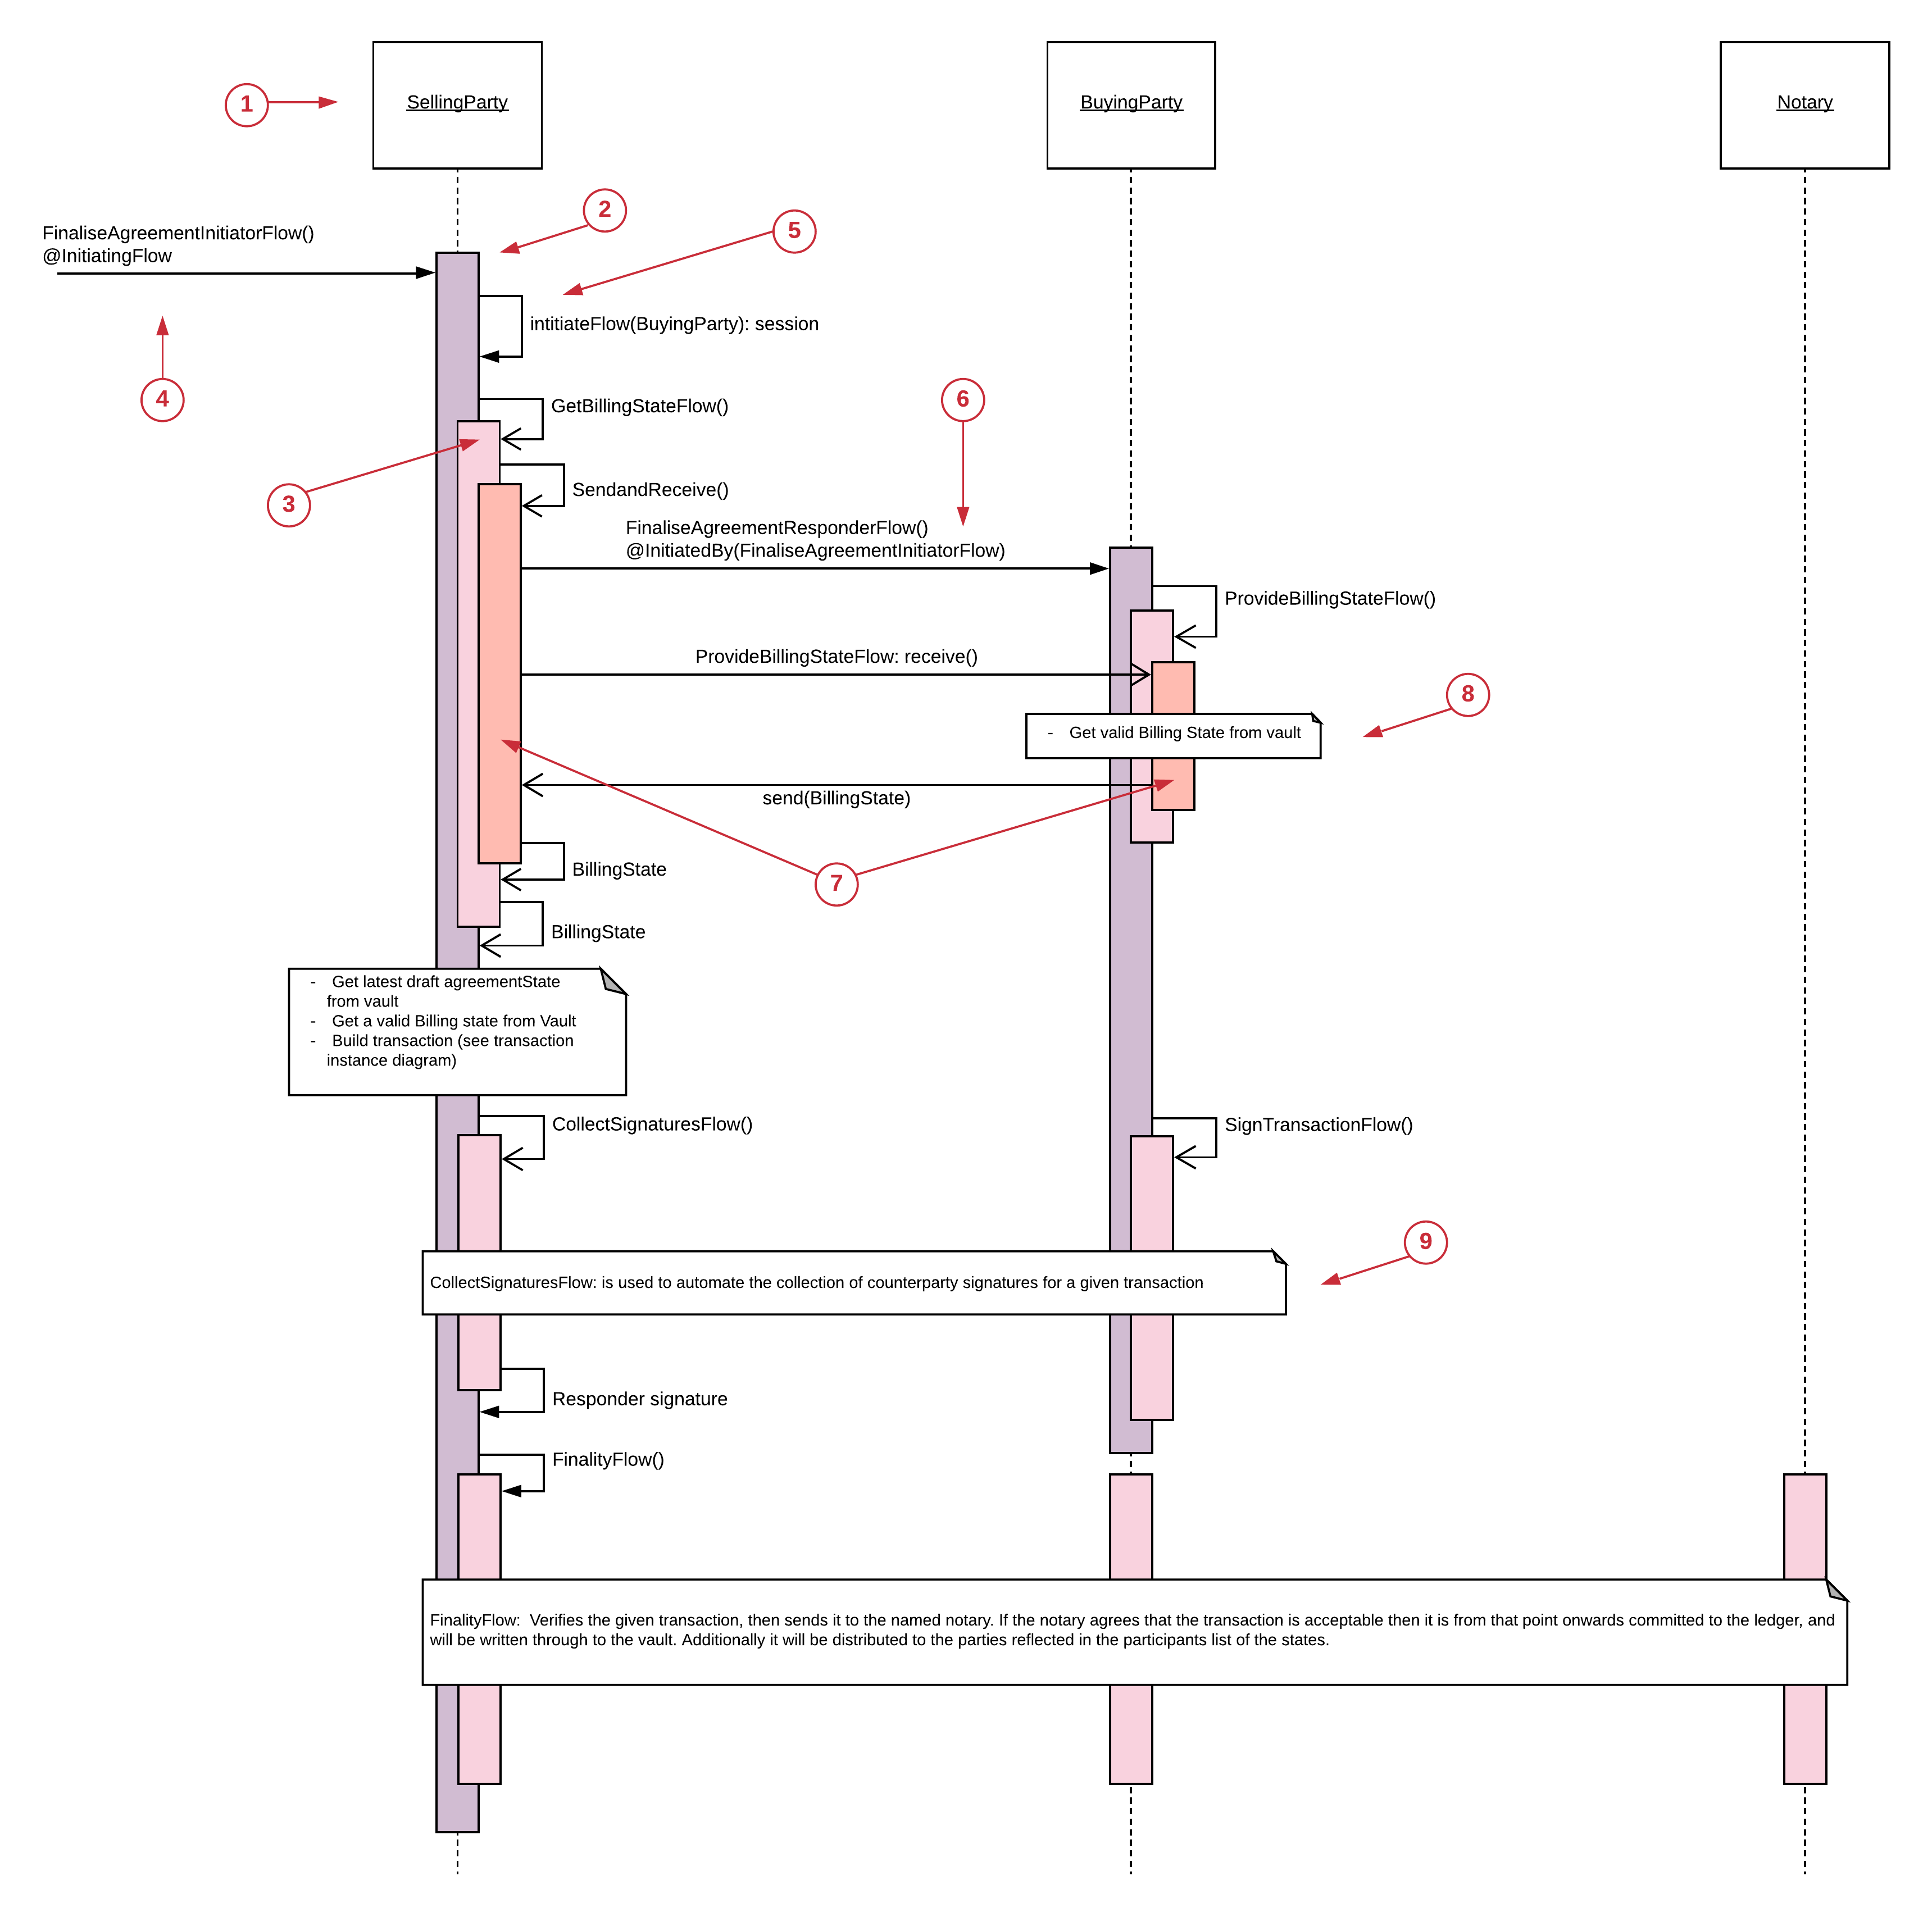 SellingParty
BuyingParty
Notary
1
2
5
FinaliseAgreementInitiatorFlow()
@InitiatingFlow
intitiateFlow(BuyingParty): session
4
6
GetBillingStateFlow()
3
SendandReceive()
FinaliseAgreementResponderFlow()
@InitiatedBy(FinaliseAgreementInitiatorFlow)
ProvideBillingStateFlow()
ProvideBillingStateFlow: receive()
8
- Get valid Billing State from vault
send(BillingState)
BillingState
7
BillingState
- Get latest draft agreementState
from vault
- Get a valid Billing state from Vault
- Build transaction (see transaction
instance diagram)
CollectSignaturesFlow()
SignTransactionFlow()
9
CollectSignaturesFlow: is used to automate the collection of counterparty signatures for a given transaction
Responder signature
FinalityFlow()
FinalityFlow: Verifies the given transaction, then sends it to the named notary. If the notary agrees that the transaction is acceptable then it is from that point onwards committed to the ledger, and
will be written through to the vault. Additionally it will be distributed to the parties reflected in the participants list of the states.